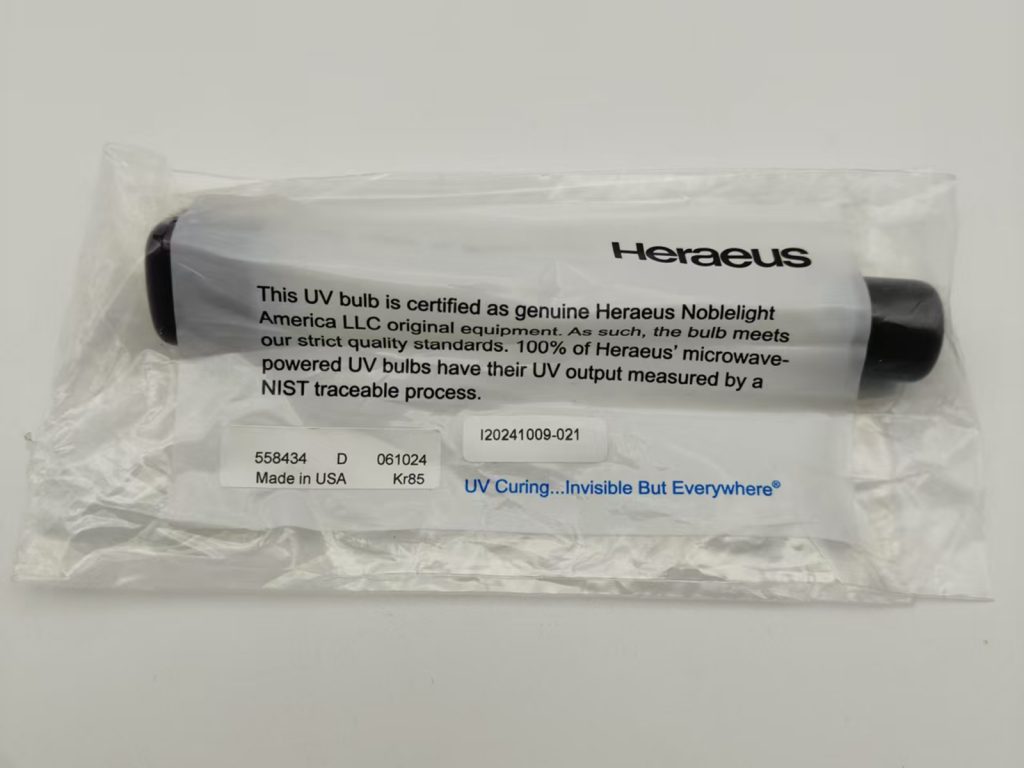 Heraeus
This UV bulb is certified as genuine Heraeus Noblelight
America LLC original equipment. As such, the bulb meets
our strict quality standards. 100% of Heraeus' microwave-
powered UV bulbs have their UV output measured by a
NIST traceable process.
I20241009-021
558434 D 061024
Made in USA Kr85
UV Curing...Invisible But Everywhere®